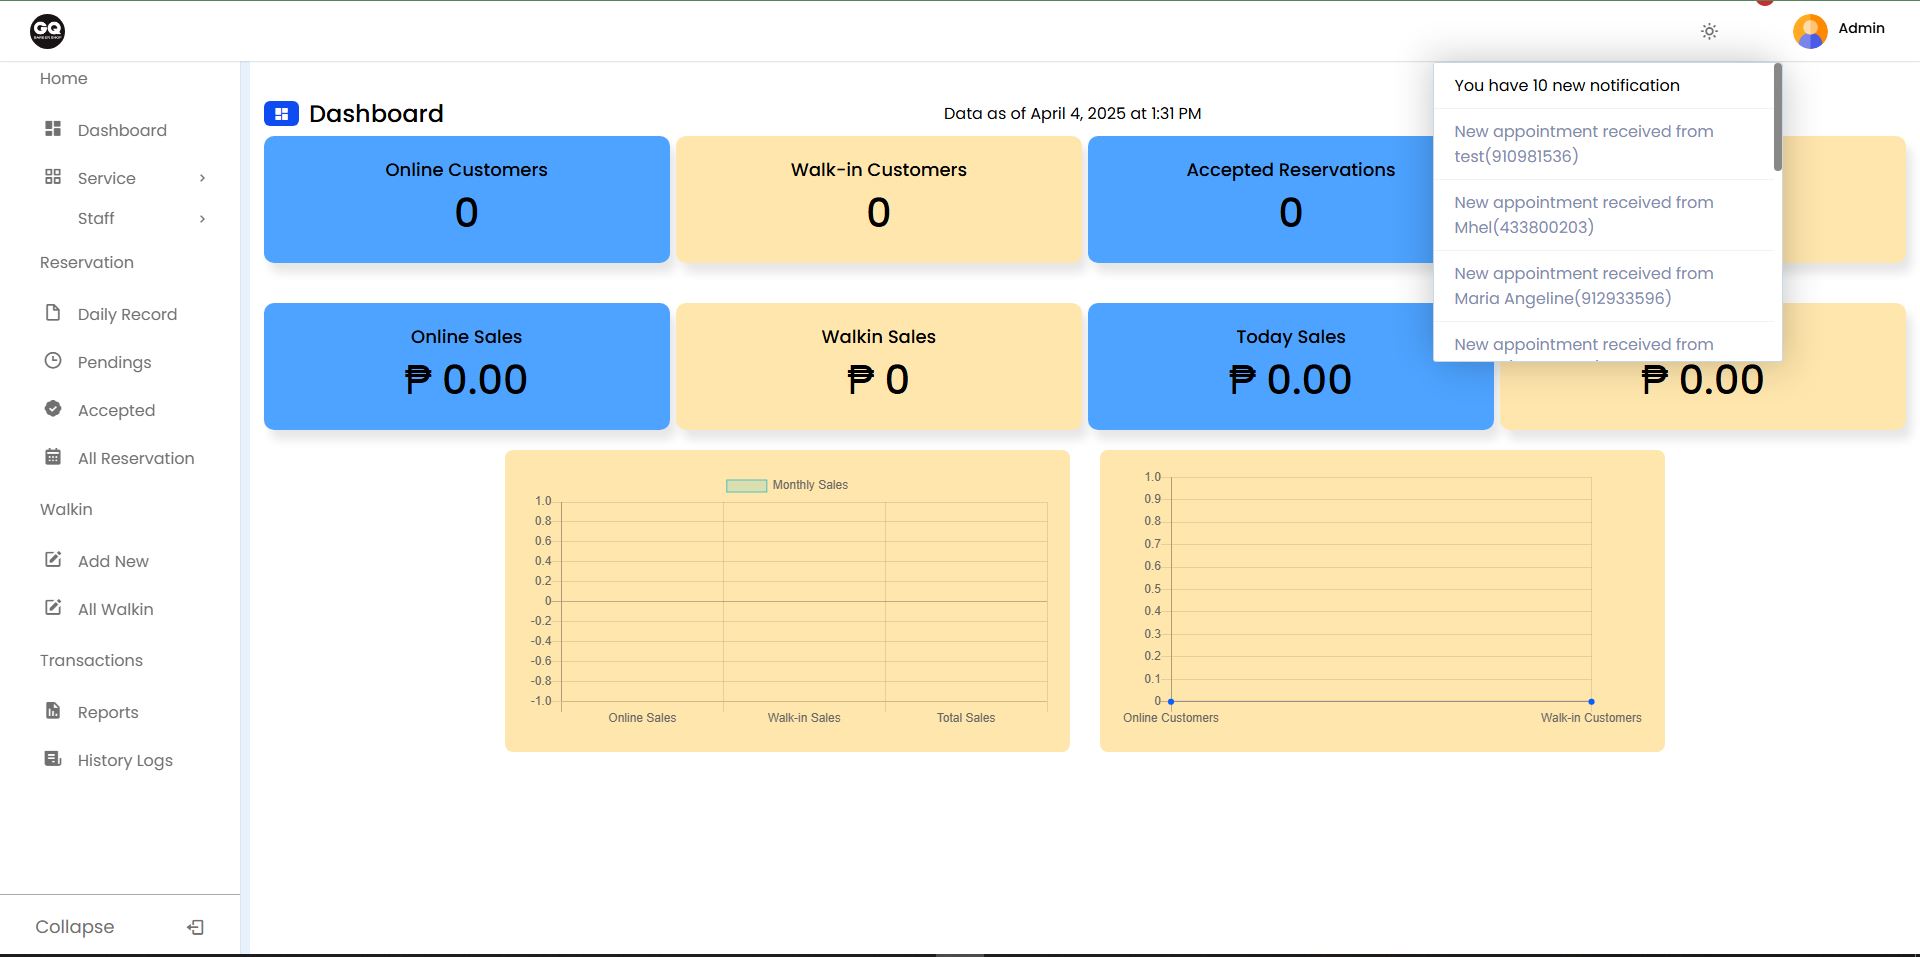 GQ
Admin
Home
Dashboard
Service
Staff
Reservation
Daily Record
Pendings
Accepted
All Reservation
Walkin
Add New
All Walkin
Transactions
Reports
History Logs
Collapse
Dashboard
Data as of April 4, 2025 at 1:31 PM
You have 10 new notification
New appointment received from
test(910981536)
New appointment received from
Mhel(433800203)
New appointment received from
Maria Angeline(912933596)
New appointment received from
Online Customers
0
Walk-in Customers
0
Accepted Reservations
0
Online Sales
₱ 0.00
Walkin Sales
₱ 0
Today Sales
₱ 0.00
₱ 0.00
Monthly Sales
1.0
0.8
0.6
0.4
0.2
0
-0.2
-0.4
-0.6
-0.8
-1.0
Online Sales Walk-in Sales Total Sales
1.0
0.9
0.8
0.7
0.6
0.5
0.4
0.3
0.2
0.1
0
Online Customers Walk-in Customers